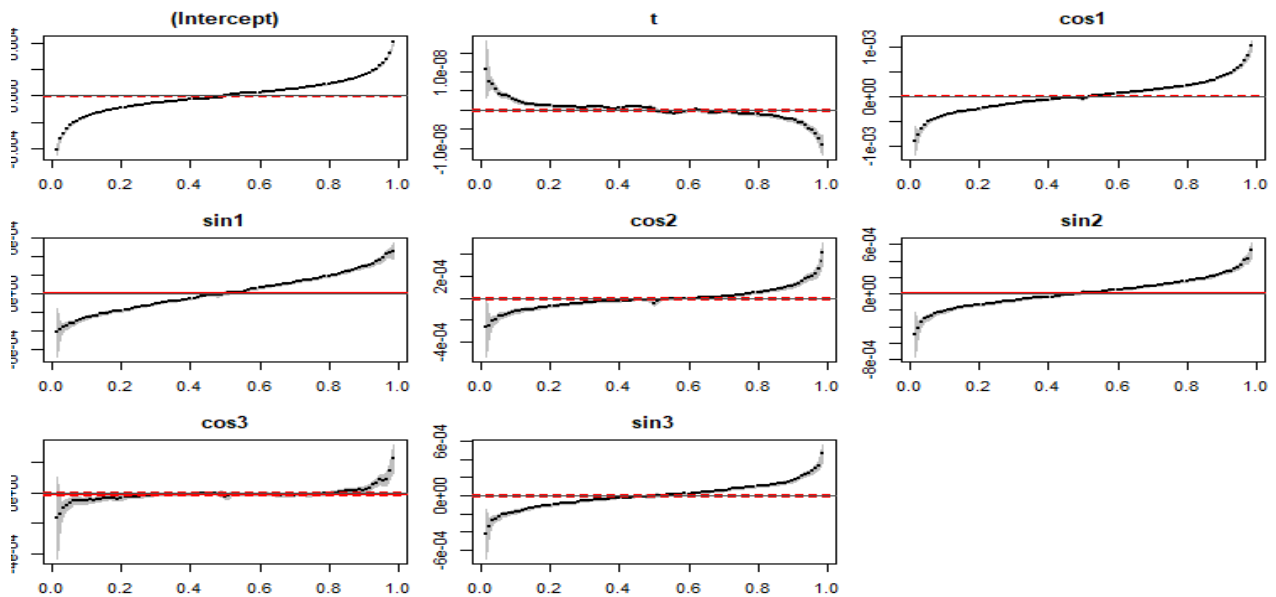 (Intercept) t cos1
-0.004 0.000 0.004
-1.0e-08 1.0e-08
-1e-03 0e+00 1e-03
0.0 0.2 0.4 0.6 0.8 1.0 0.0 0.2 0.4 0.6 0.8 1.0 0.0 0.2 0.4 0.6 0.8 1.0
sin1 cos2 sin2
0e+00
-4e-04 2e-04
-8e-04 0e+00 6e-04
0.0 0.2 0.4 0.6 0.8 1.0 0.0 0.2 0.4 0.6 0.8 1.0 0.0 0.2 0.4 0.6 0.8 1.0
cos3 sin3
-4e-04 0e+00
-6e-04 0e+00 6e-04
0.0 0.2 0.4 0.6 0.8 1.0 0.0 0.2 0.4 0.6 0.8 1.0